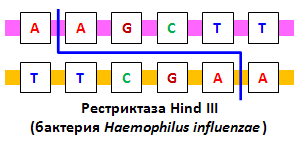 A A G C T T
T T C G A A
Рестриктаза Hind III
(бактерия Haemophilus influenzae)